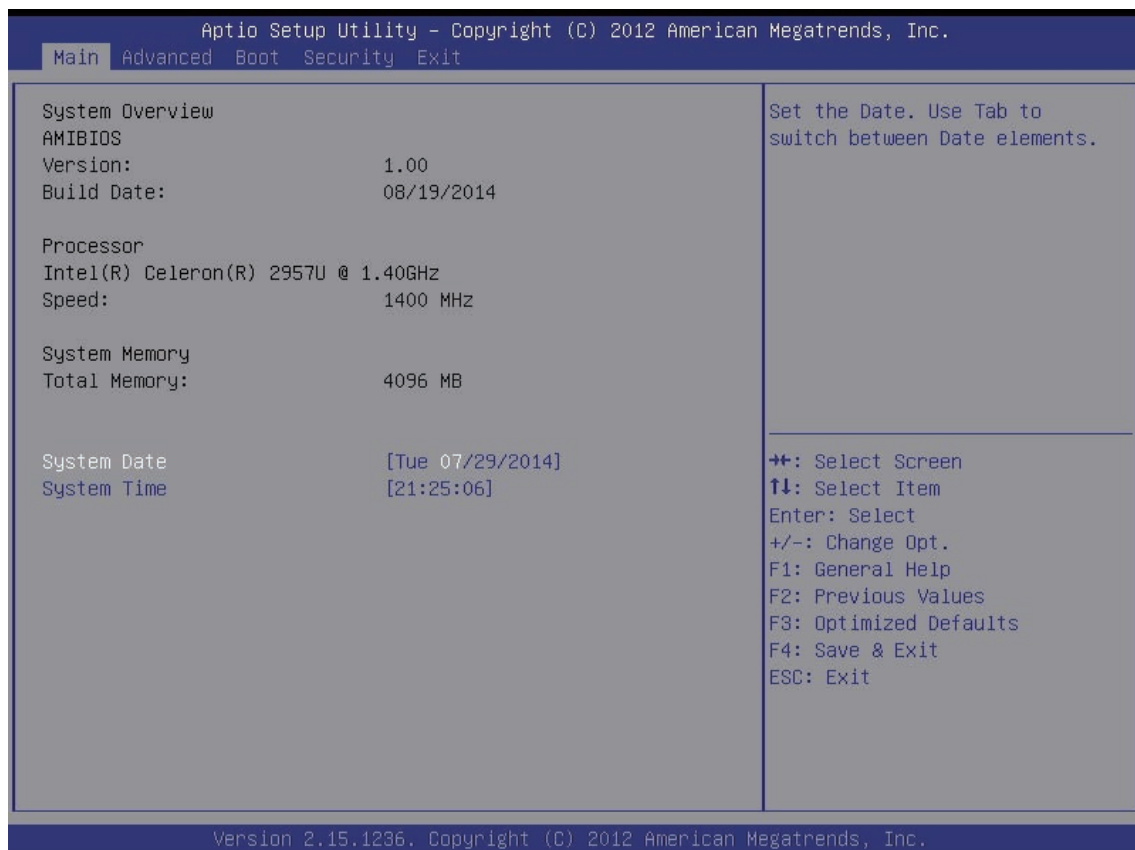 Aptio Setup Utility – Copyright (C) 2012 American Megatrends, Inc.
Main Advanced Boot Security Exit
System Overview
AMIBIOS
Version: 1.00
Build Date: 08/19/2014
Processor
Intel(R) Celeron(R) 2957U @ 1.40GHz
Speed: 1400 MHz
System Memory
Total Memory: 4096 MB
System Date [Tue 07/29/2014]
System Time [21:25:06]
Set the Date. Use Tab to
switch between Date elements.
→←: Select Screen
↑↓: Select Item
Enter: Select
+/-: Change Opt.
F1: General Help
F2: Previous Values
F3: Optimized Defaults
F4: Save & Exit
ESC: Exit
Version 2.15.1236. Copyright (C) 2012 American Megatrends, Inc.